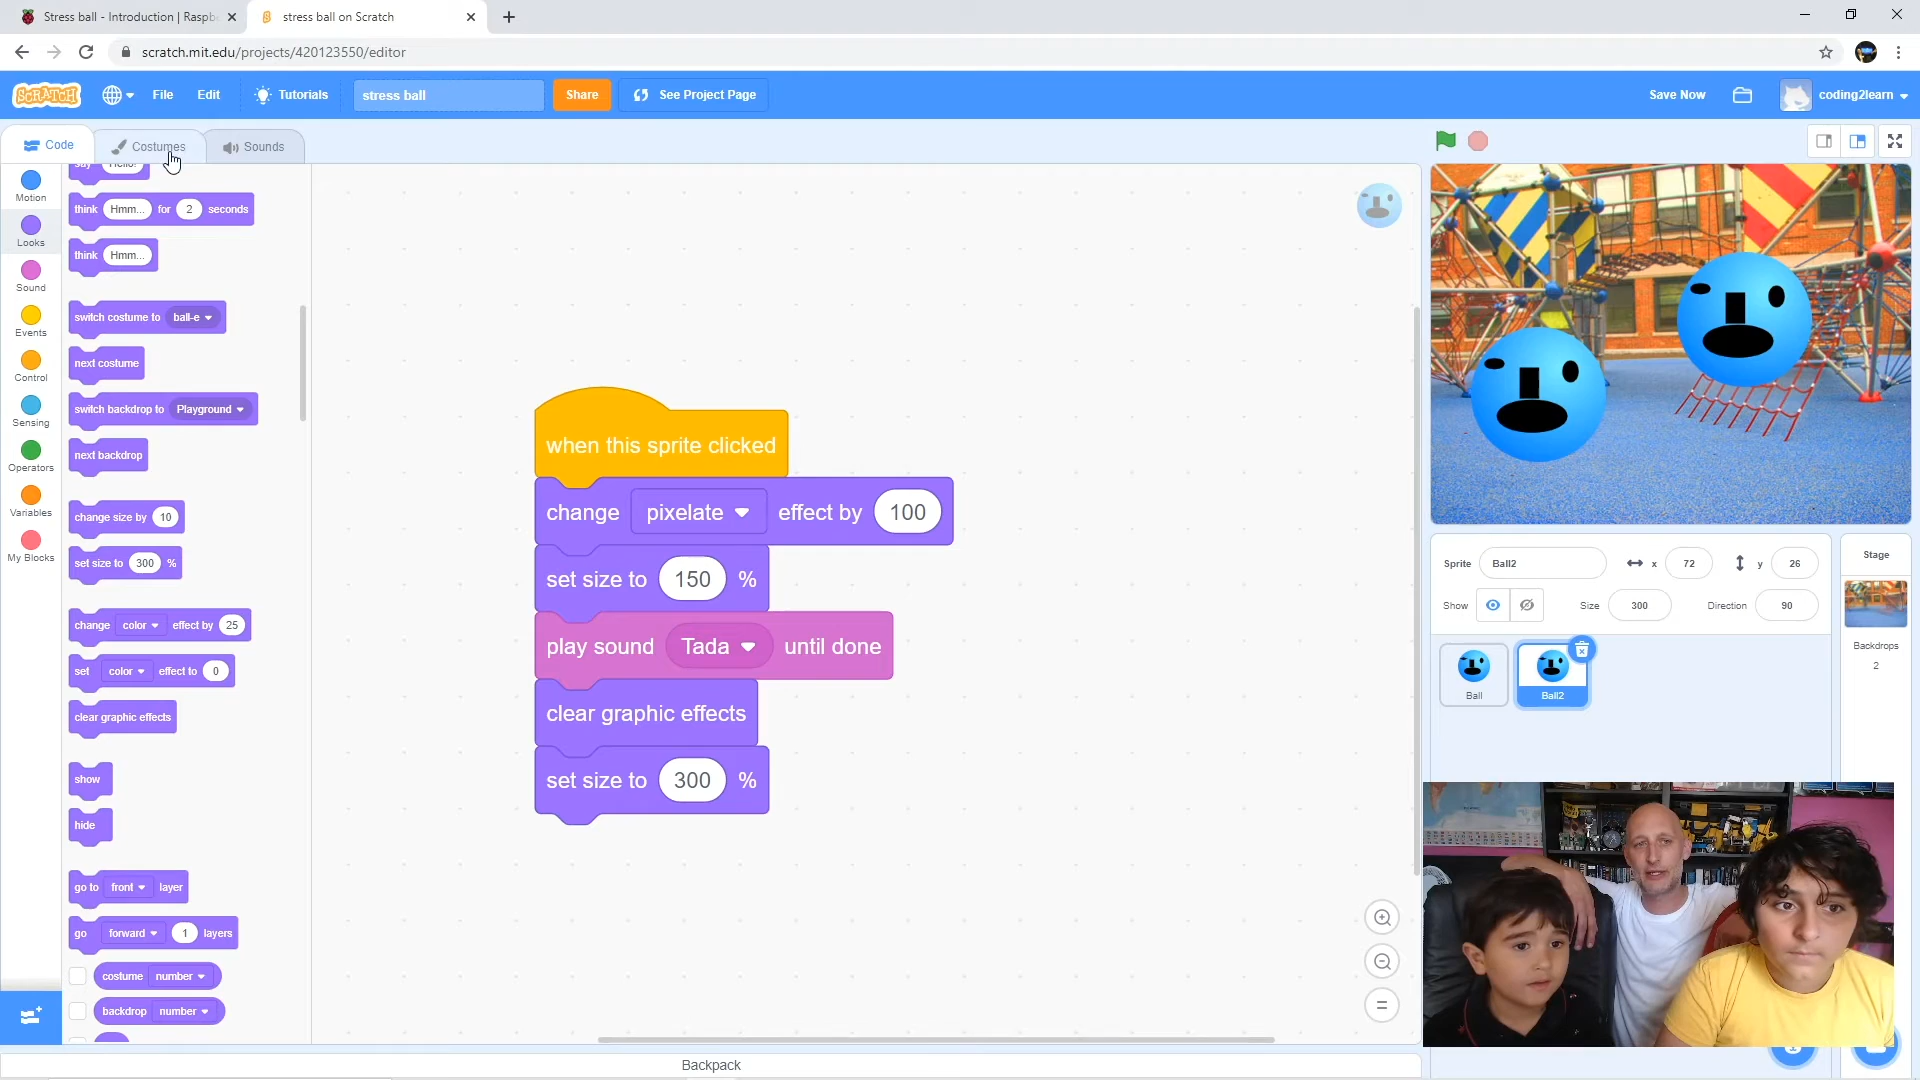 Stress ball - Introduction | Raspb
stress ball on Scratch
scratch.mit.edu/projects/420123550/editor
SCRATCH
File
Edit
Tutorials
stress ball
Share
See Project Page
Save Now
coding2learn
Code
Costumes
Sounds
Motion
Looks
Sound
Events
Control
Sensing
Operators
Variables
My Blocks
say Hello!
think Hmm... for 2 seconds
think Hmm...
switch costume to ball-e
next costume
switch backdrop to Playground
next backdrop
change size by 10
set size to 300 %
change color effect by 25
set color effect to 0
clear graphic effects
show
hide
go to front layer
go forward 1 layers
costume number
backdrop number
when this sprite clicked
change pixelate effect by 100
set size to 150 %
play sound Tada until done
clear graphic effects
set size to 300 %
Sprite Ball2 x 72 y 26
Show Size 300 Direction 90
Ball
Ball2
Stage
Backdrops
2
Backpack